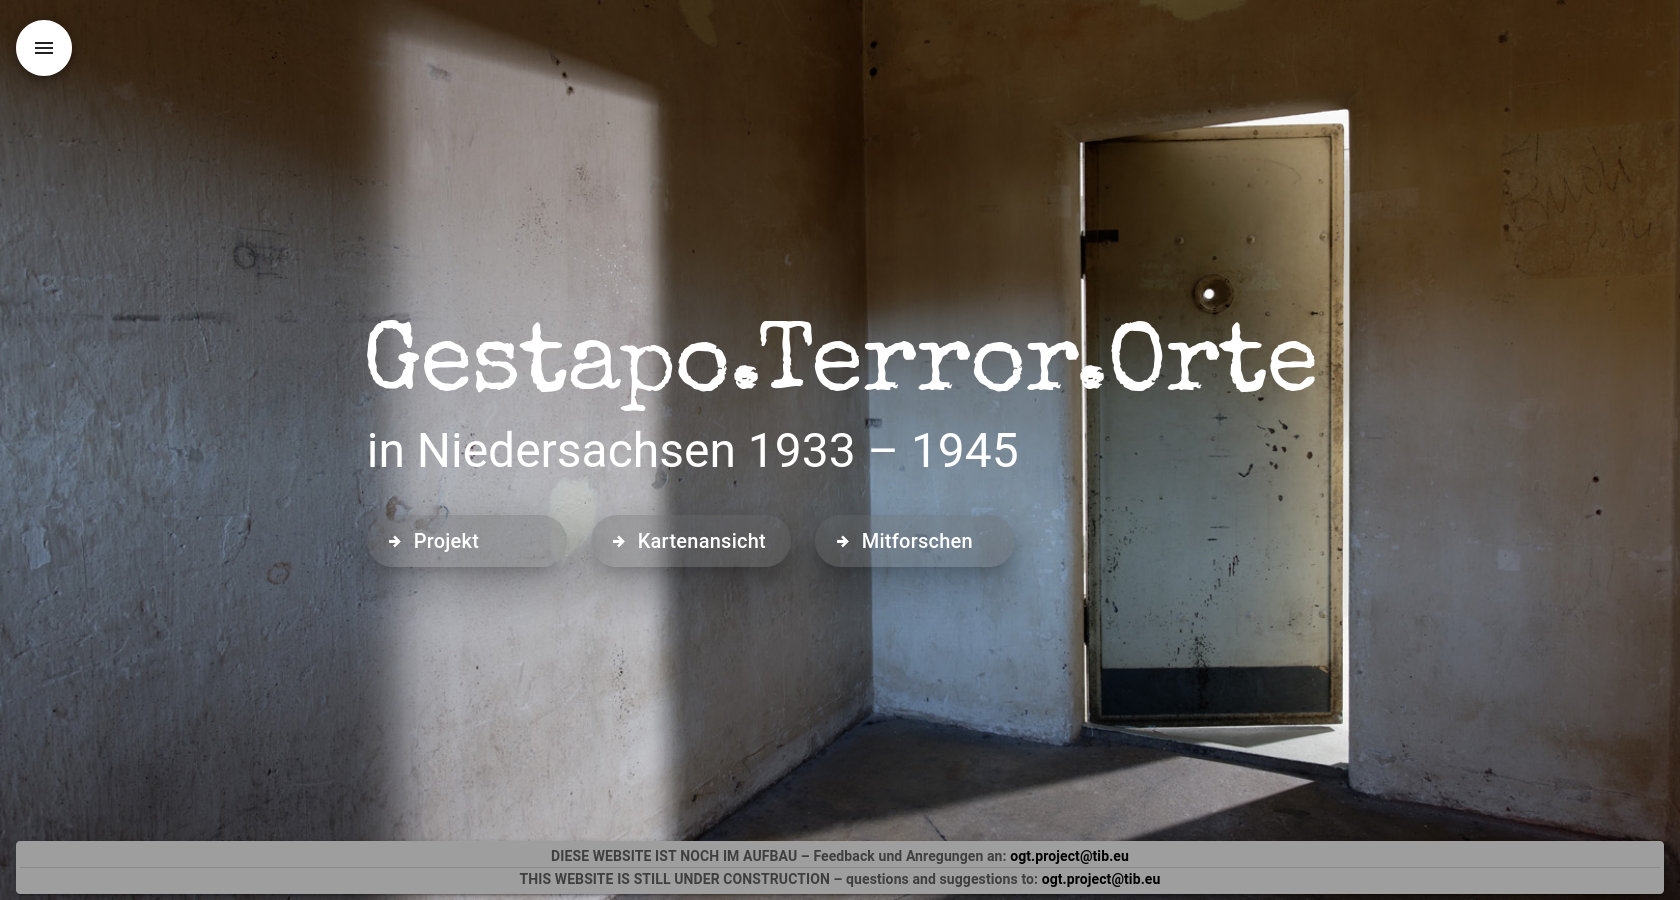 Gestapo.Terror.Orte
in Niedersachsen 1933 – 1945
Projekt
Kartenansicht
Mitforschen
DIESE WEBSITE IST NOCH IM AUFBAU – Feedback und Anregungen an: ogt.project@tib.eu
THIS WEBSITE IS STILL UNDER CONSTRUCTION – questions and suggestions to: ogt.project@tib.eu